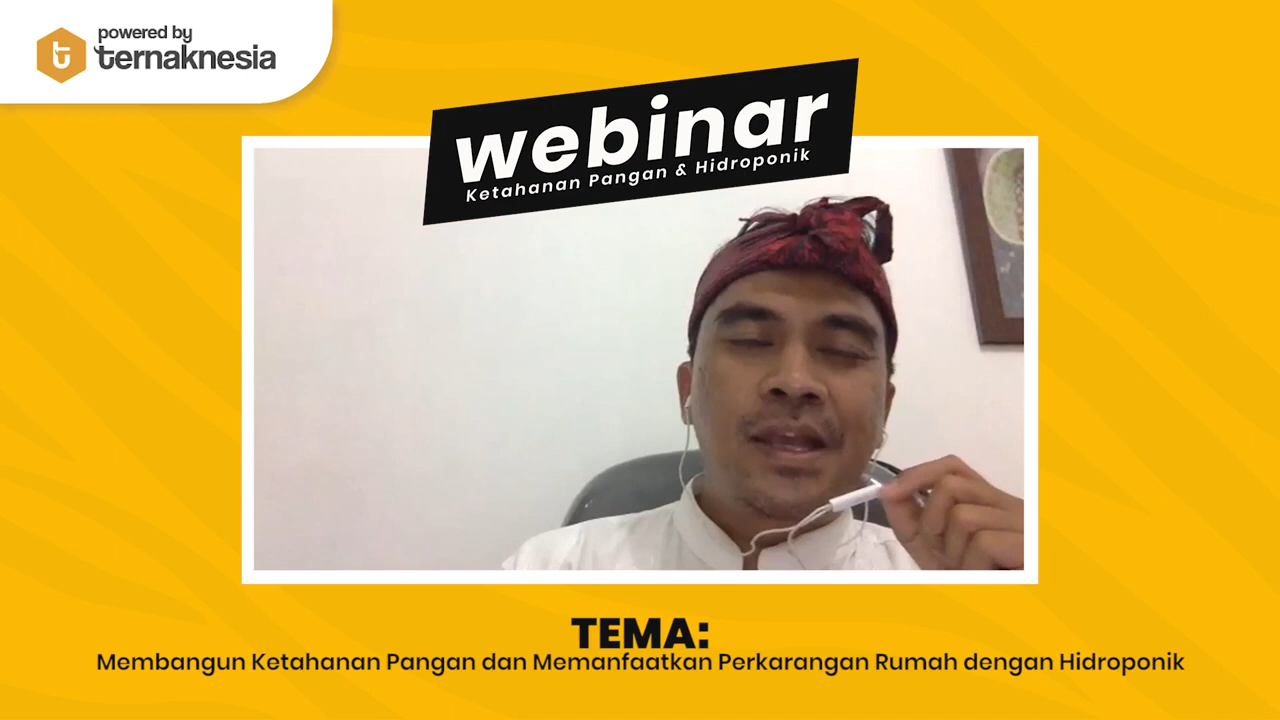 powered by
ternaknesia
webinar
Ketahanan Pangan & Hidroponik
TEMA:
Membangun Ketahanan Pangan dan Memanfaatkan Perkarangan Rumah dengan Hidroponik